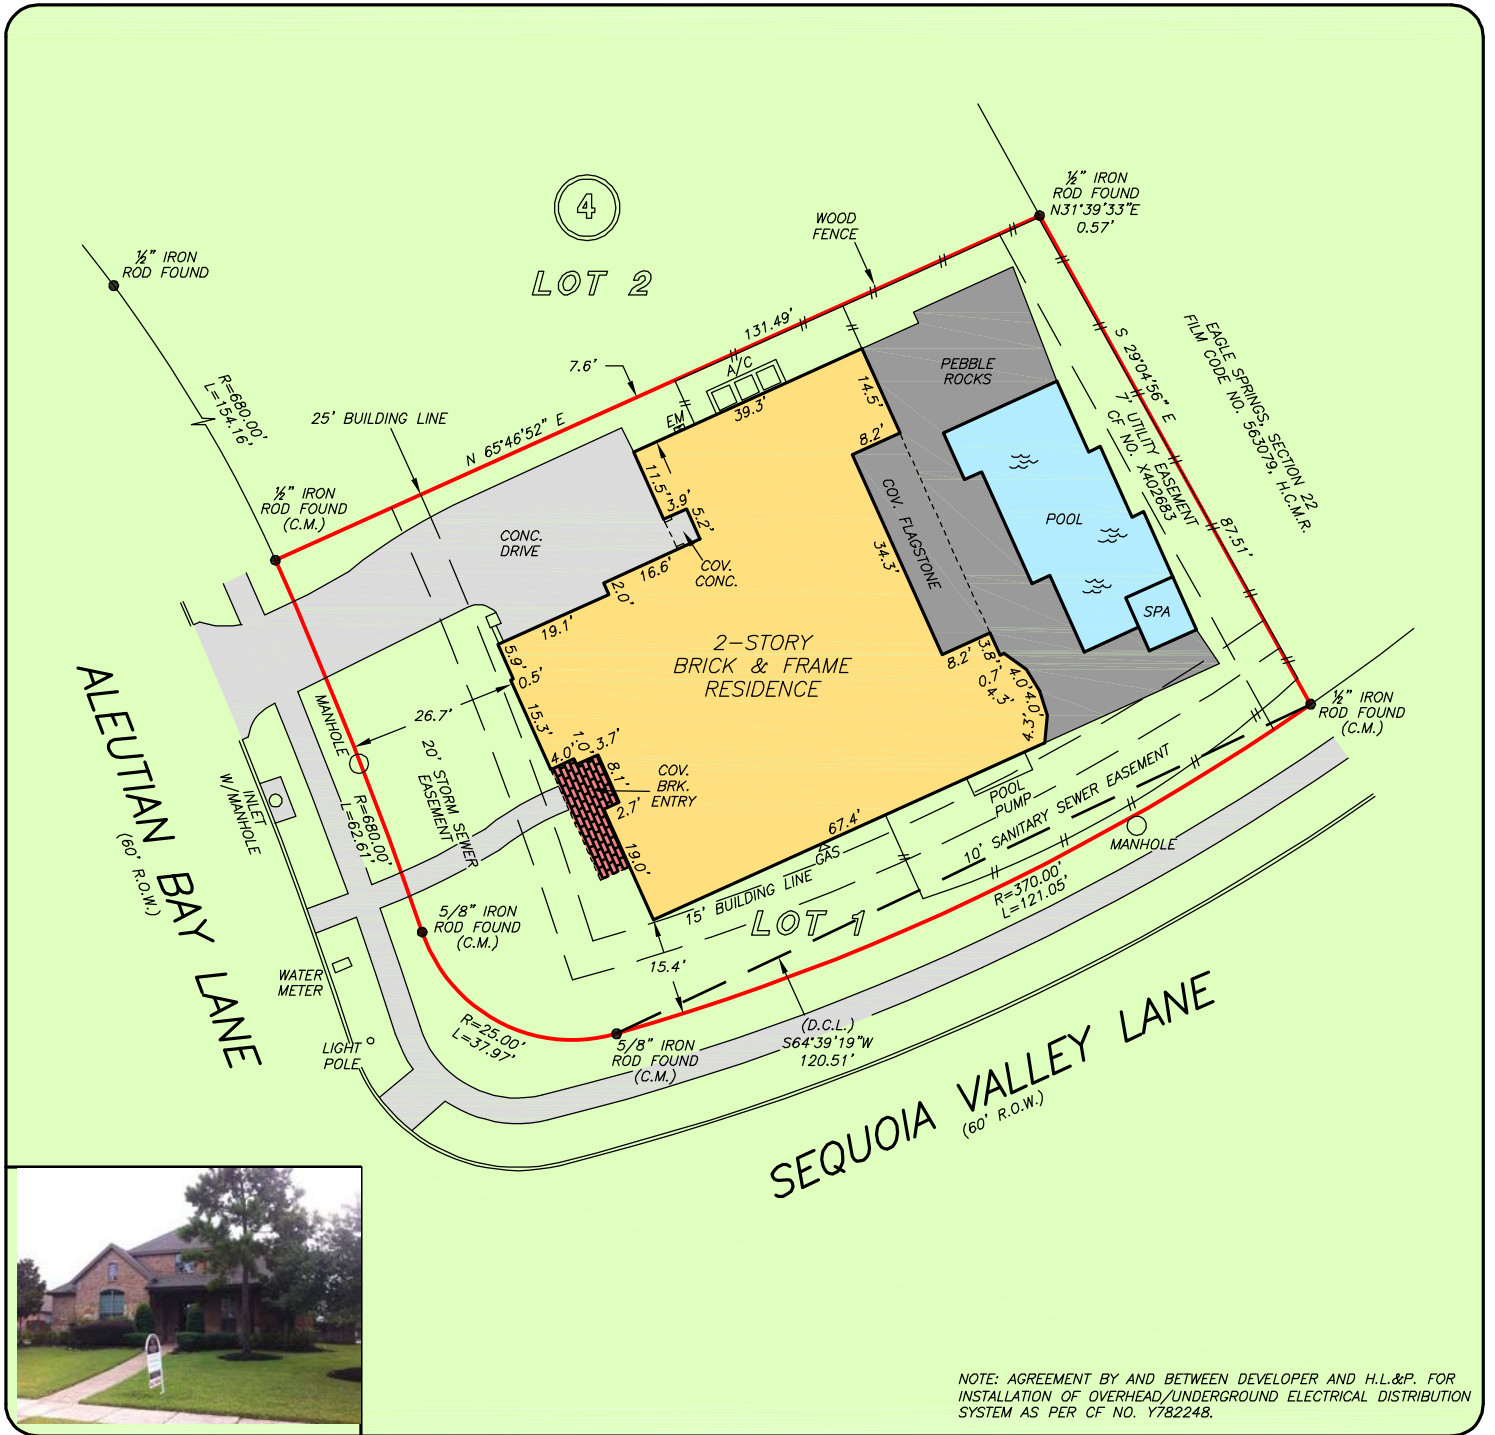 4
LOT 2
½" IRON
ROD FOUND
½" IRON
ROD FOUND
N31°39'33"E
0.57'
WOOD
FENCE
131.49'
7.6'
A/C
39.3'
EM
N 65°46'52" E
25' BUILDING LINE
R=680.00'
L=154.16'
½" IRON
ROD FOUND
(C.M.)
CONC.
DRIVE
PEBBLE
ROCKS
14.5'
8.2'
11.5'
3.9'
5.2'
COV.
CONC.
16.6'
2.0'
19.1'
COV. FLAGSTONE
34.3'
POOL
SPA
S 29°04'56" E
87.51'
7' UTILITY EASEMENT
CF NO. X402683
EAGLE SPRINGS, SECTION 22
FILM CODE NO. 563079, H.C.M.R.
2-STORY
BRICK & FRAME
RESIDENCE
5.9'
0.5'
15.3'
26.7'
8.2'
3.8'
0.7'
4.3'
4.0'
4.0'
4.3'
½" IRON
ROD FOUND
(C.M.)
MANHOLE
20' STORM SEWER
EASEMENT
4.0'
1.0'
3.7'
8.1'
2.7'
COV.
BRK.
ENTRY
19.0'
67.4'
GAS
POOL
PUMP
10' SANITARY SEWER EASEMENT
MANHOLE
15' BUILDING LINE
LOT 1
R=370.00'
L=121.05'
R=680.00'
L=62.61'
INLET
W/MANHOLE
ALEUTIAN BAY LANE
(60' R.O.W.)
5/8" IRON
ROD FOUND
(C.M.)
WATER
METER
LIGHT
POLE
15.4'
R=25.00'
L=37.97'
5/8" IRON
ROD FOUND
(C.M.)
(D.C.L.)
S64°39'19"W
120.51'
SEQUOIA VALLEY LANE
(60' R.O.W.)
NOTE: AGREEMENT BY AND BETWEEN DEVELOPER AND H.L.&P. FOR
INSTALLATION OF OVERHEAD/UNDERGROUND ELECTRICAL DISTRIBUTION
SYSTEM AS PER CF NO. Y782248.